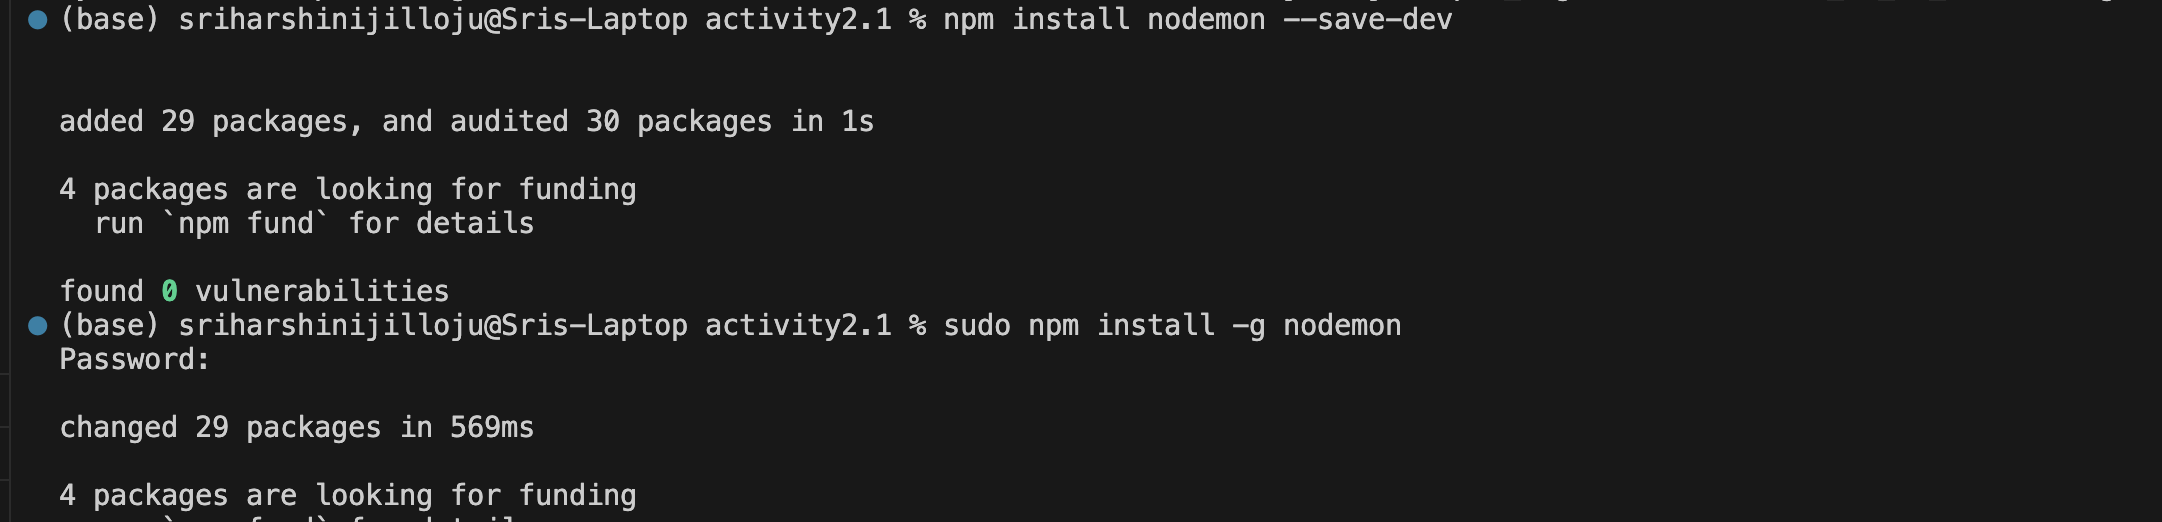 (base) sriharshinijilloju@Sris-Laptop activity2.1 % npm install nodemon --save-dev
added 29 packages, and audited 30 packages in 1s
4 packages are looking for funding
  run `npm fund` for details
found 0 vulnerabilities
(base) sriharshinijilloju@Sris-Laptop activity2.1 % sudo npm install -g nodemon
Password:
changed 29 packages in 569ms
4 packages are looking for funding